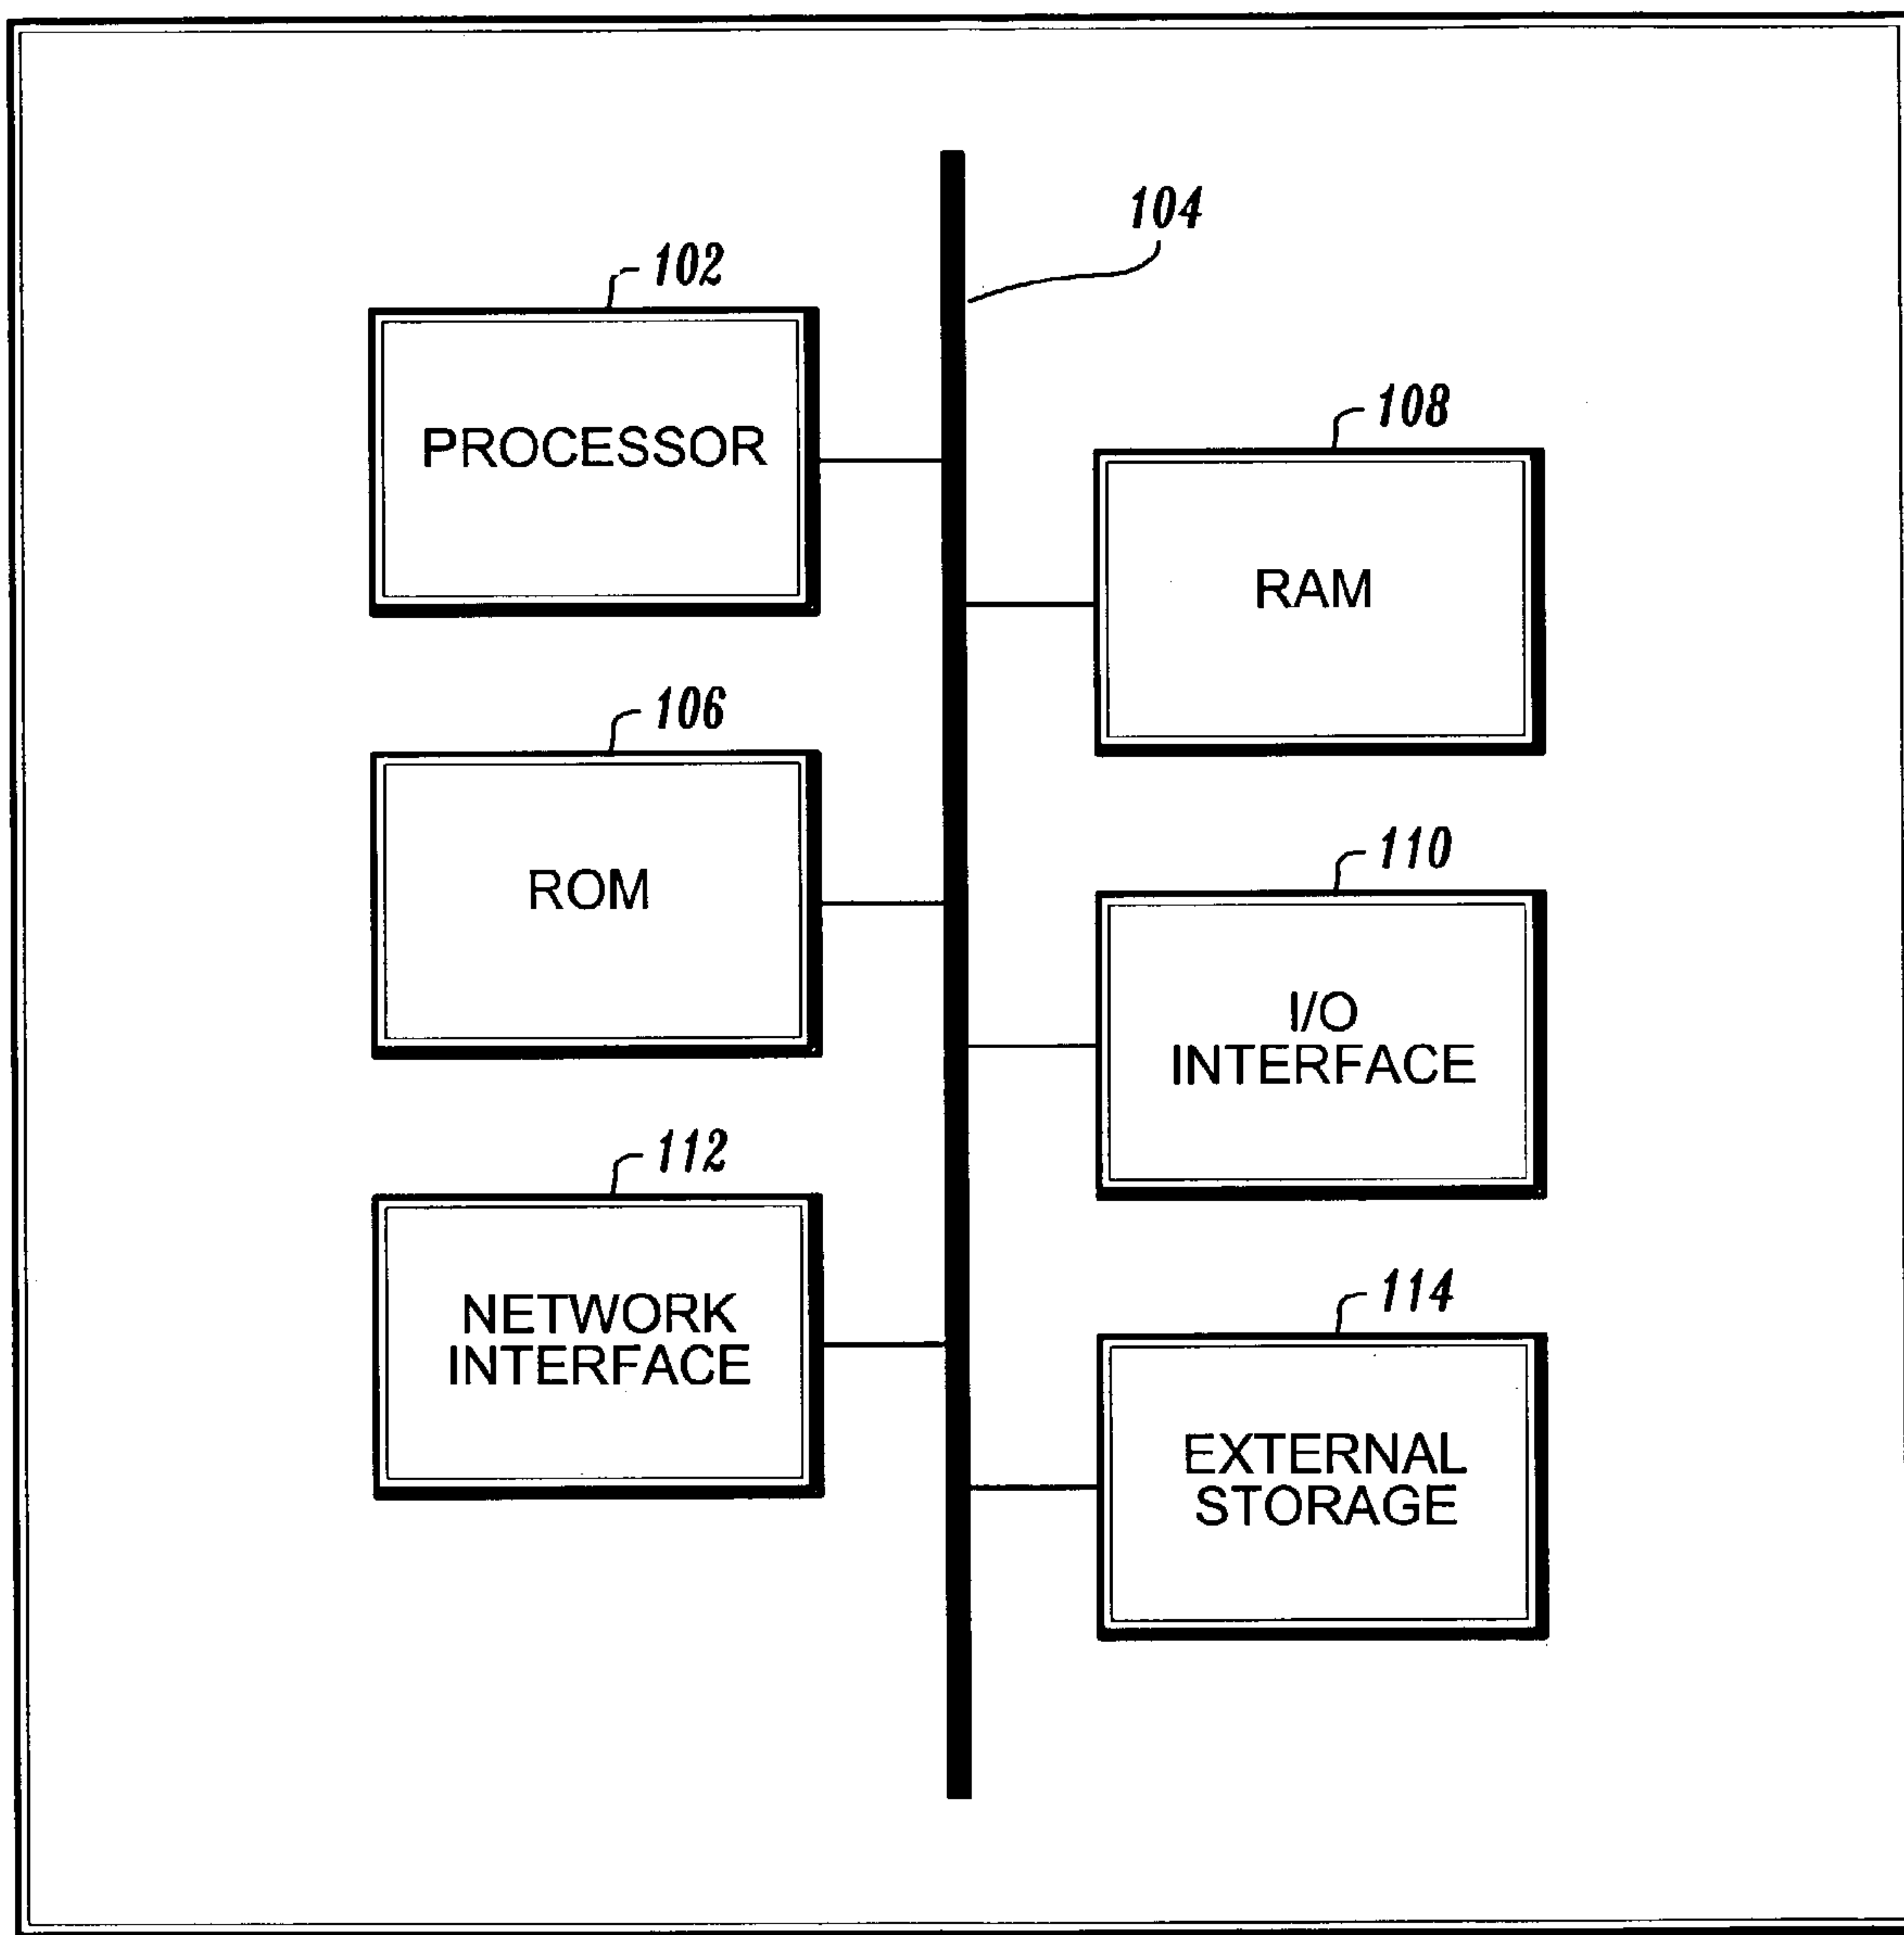 104
102
PROCESSOR
108
RAM
106
ROM
110
I/O
INTERFACE
112
NETWORK
INTERFACE
114
EXTERNAL
STORAGE